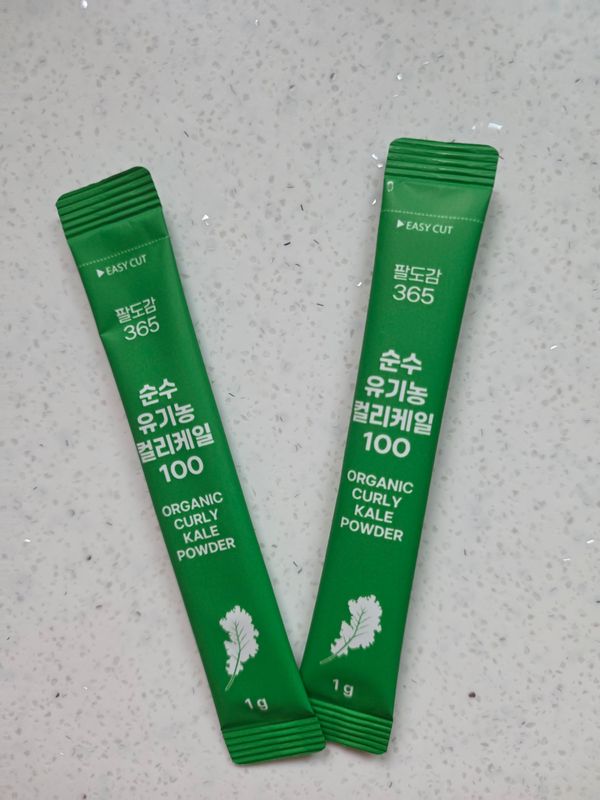 ▶ EASY CUT
팔도감
365
순수
유기농
컬리케일
100
ORGANIC
CURLY
KALE
POWDER
1 g
▶ EASY CUT
팔도감
365
순수
유기농
컬리케일
100
ORGANIC
CURLY
KALE
POWDER
1 g